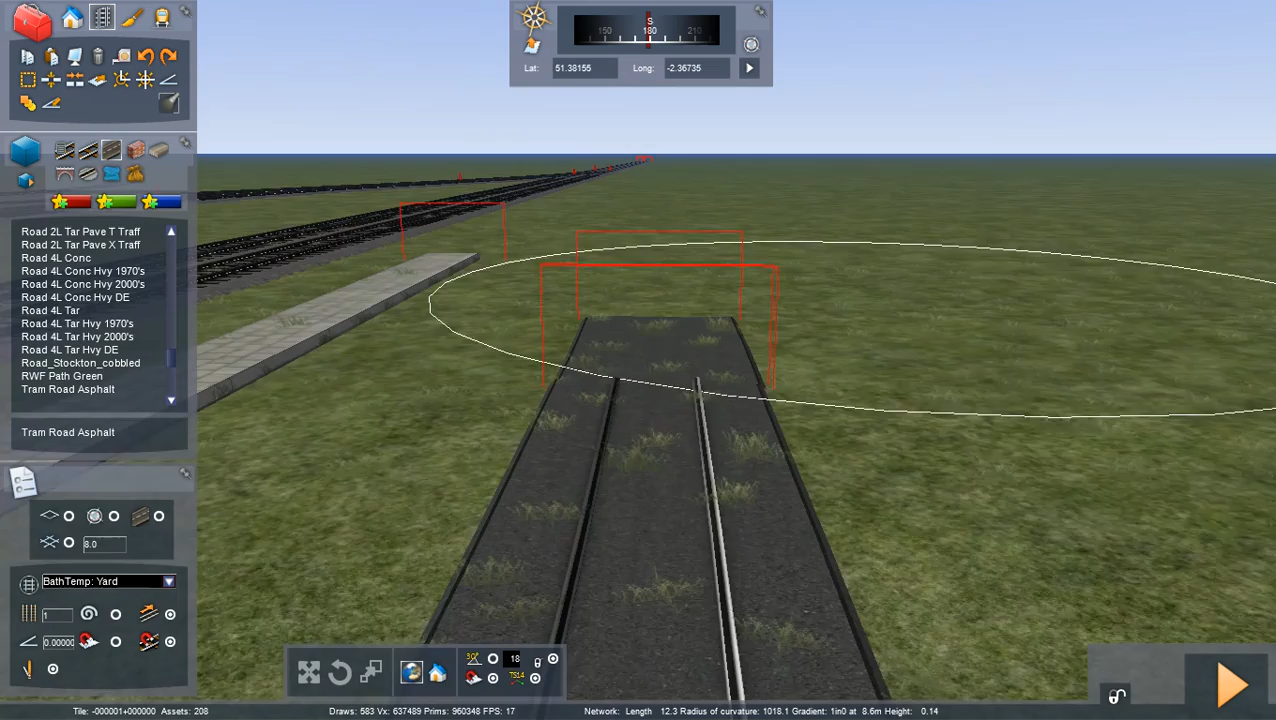 S
150 180 210
Lat: 51.38155 Long: -2.36735
Road 2L Tar Pave T Traff
Road 2L Tar Pave X Traff
Road 4L Conc
Road 4L Conc Hvy 1970's
Road 4L Conc Hvy 2000's
Road 4L Conc Hvy DE
Road 4L Tar
Road 4L Tar Hvy 1970's
Road 4L Tar Hvy 2000's
Road 4L Tar Hvy DE
Road_Stockton_cobbled
RWF Path Green
Tram Road Asphalt
Tram Road Asphalt
8.0
BathTemp: Yard
1
0.00000
30° 18
TS14
Tile: -000001+000000 Assets: 208 Draws: 583 Vx: 637489 Prims: 960348 FPS: 17 Network: Length 12.3 Radius of curvature: 1018.1 Gradient: 1in0 at 8.6m Height: 0.14